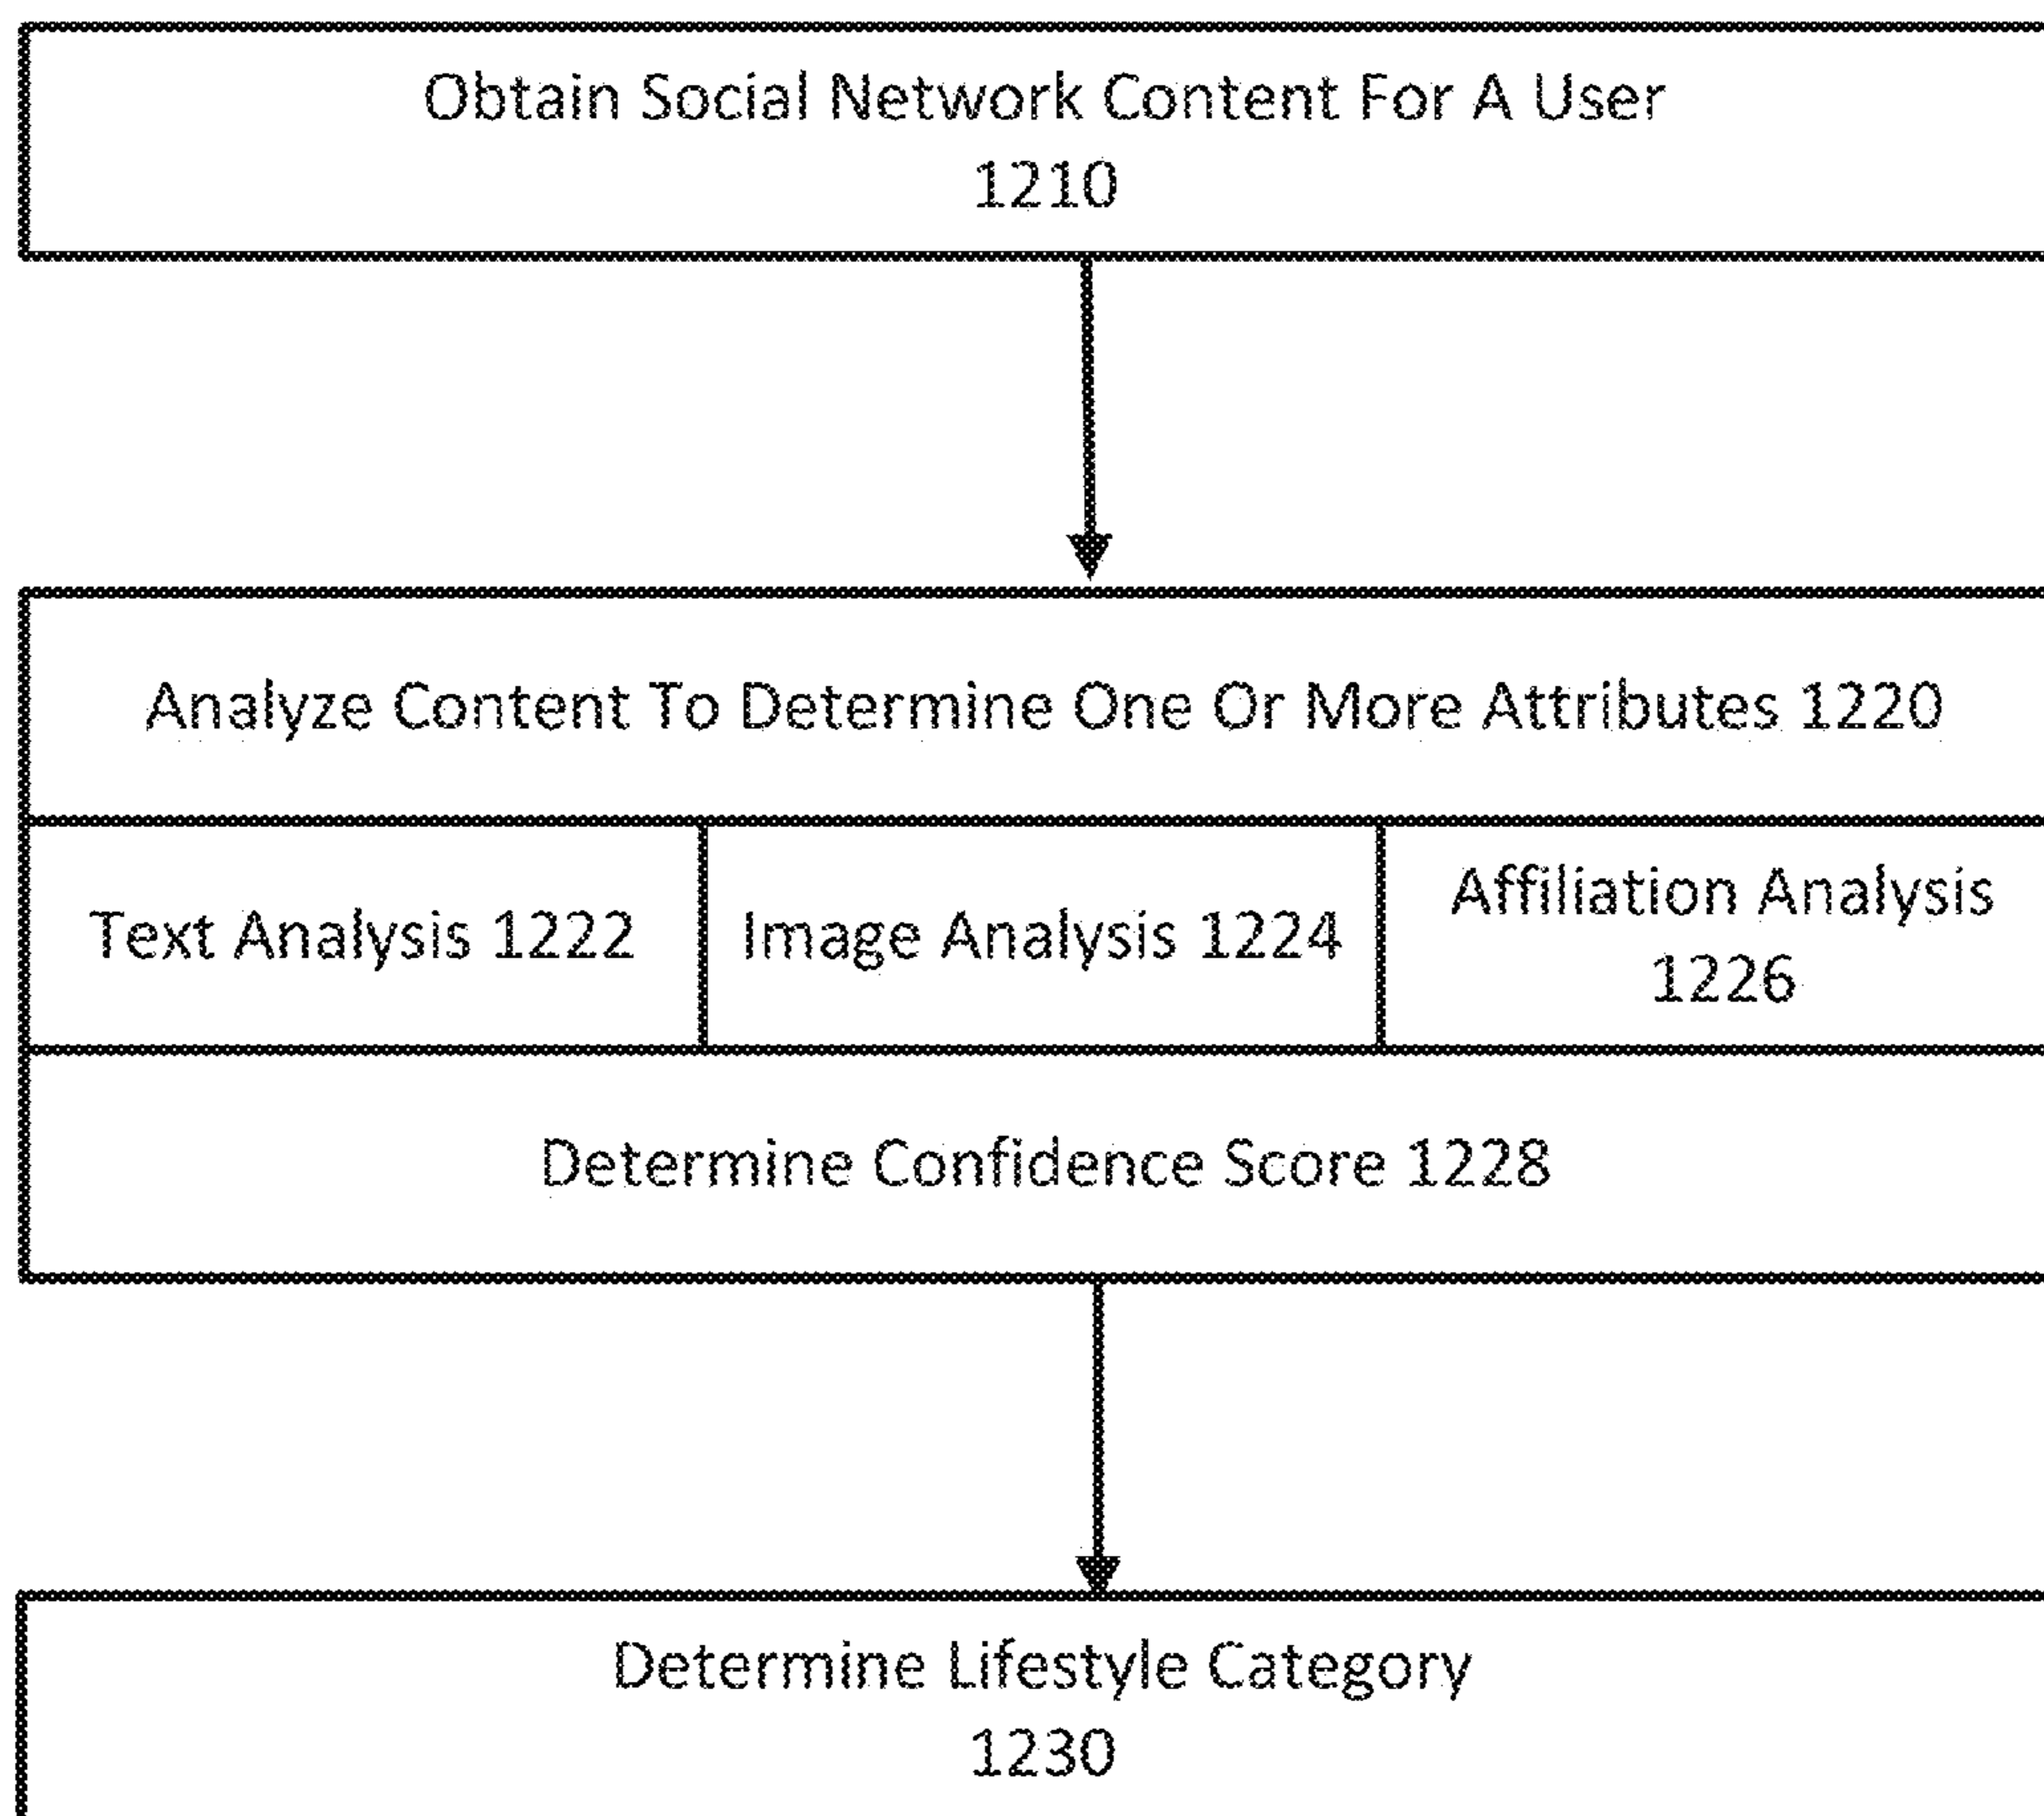 Obtain Social Network Content For A User
1210
Analyze Content To Determine One Or More Attributes 1220
Text Analysis 1222
Image Analysis 1224
Affiliation Analysis
1226
Determine Confidence Score 1228
Determine Lifestyle Category
1230